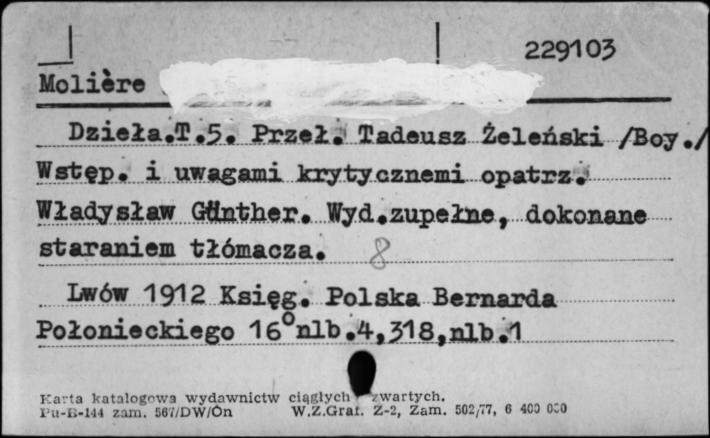 229103
Molière
Dzieła.T.5. Przeł. Tadeusz Żeleński /Boy./
Wstęp. i uwagami krytycznemi opatrz.
Władysław Günther. Wyd.zupełne, dokonane
staraniem tłómacza. 8
Lwów 1912 Księg. Polska Bernarda
Połonieckiego 16° nlb.4,318,nlb.1
Karta katalogowa wydawnictw ciągłych zwartych.
Pu-B-144 zam. 567/DW/Ón W.Z.Graf. Z-2, Zam. 502/77, 6 400 000